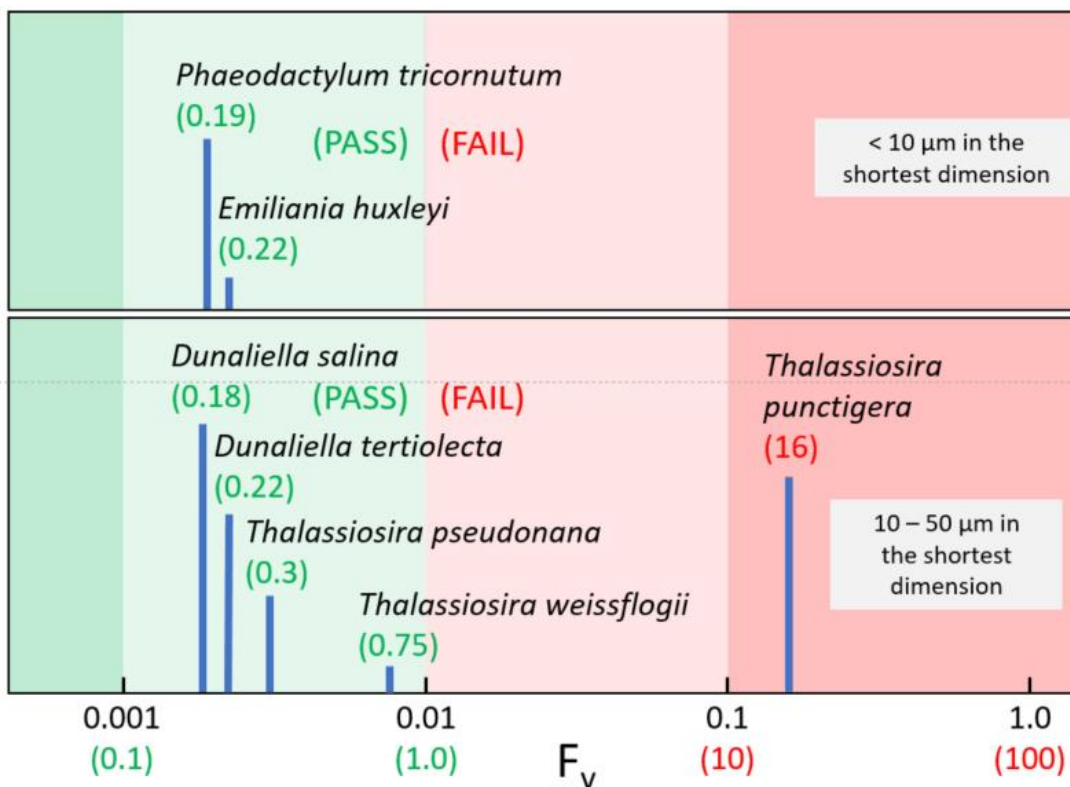 Phaeodactylum tricornutum
(0.19)
(PASS) (FAIL)
< 10 µm in the
shortest dimension
Emiliania huxleyi
(0.22)
Dunaliella salina
(0.18)
(PASS) (FAIL)
Thalassiosira
punctigera
(16)
Dunaliella tertiolecta
(0.22)
Thalassiosira pseudonana
(0.3)
10 – 50 µm in
the shortest
dimension
Thalassiosira weissflogii
(0.75)
0.001 0.01 0.1 1.0
(0.1) (1.0) (10) (100)
Fv